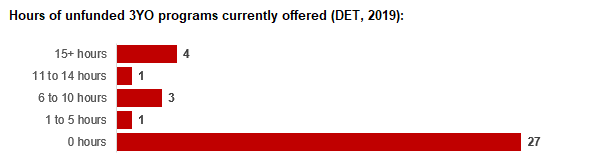 Hours of unfunded 3YO programs currently offered (DET, 2019):
15+ hours 4
11 to 14 hours 1
6 to 10 hours 3
1 to 5 hours 1
0 hours 27